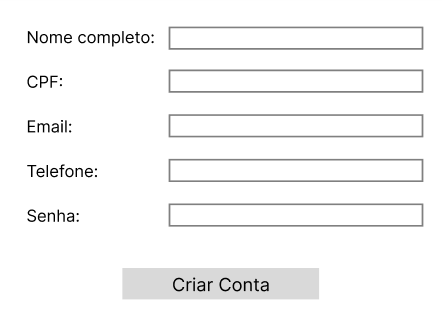 Nome completo:
CPF:
Email:
Telefone:
Senha:
Criar Conta